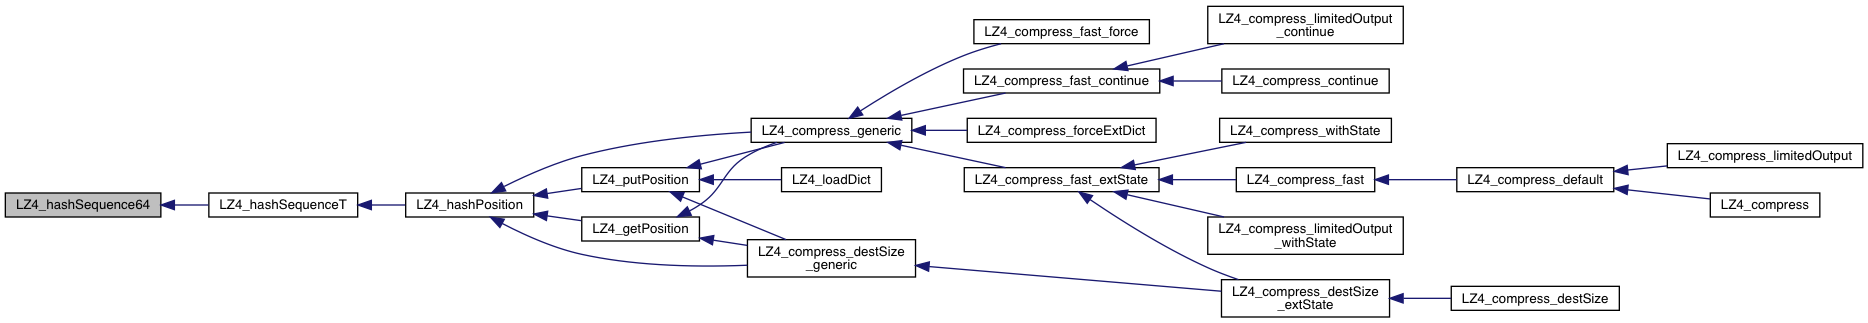 LZ4_hashSequence64
LZ4_hashSequenceT
LZ4_hashPosition
LZ4_compress_generic
LZ4_putPosition
LZ4_getPosition
LZ4_compress_destSize
_generic
LZ4_loadDict
LZ4_compress_fast_force
LZ4_compress_fast_continue
LZ4_compress_forceExtDict
LZ4_compress_fast_extState
LZ4_compress_limitedOutput
_continue
LZ4_compress_continue
LZ4_compress_withState
LZ4_compress_fast
LZ4_compress_limitedOutput
_withState
LZ4_compress_destSize
_extState
LZ4_compress_default
LZ4_compress_destSize
LZ4_compress_limitedOutput
LZ4_compress